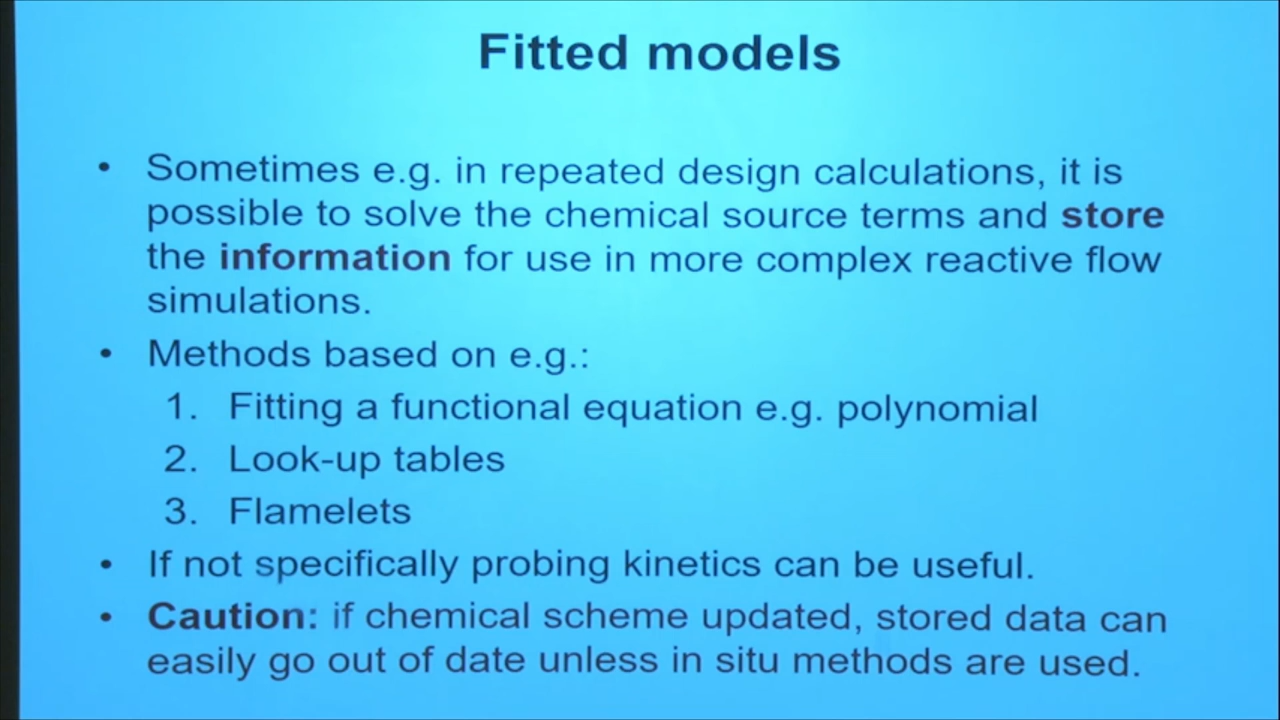 Fitted models
• Sometimes e.g. in repeated design calculations, it is
possible to solve the chemical source terms and store
the information for use in more complex reactive flow
simulations.
• Methods based on e.g.:
1. Fitting a functional equation e.g. polynomial
2. Look-up tables
3. Flamelets
• If not specifically probing kinetics can be useful.
• Caution: if chemical scheme updated, stored data can
easily go out of date unless in situ methods are used.